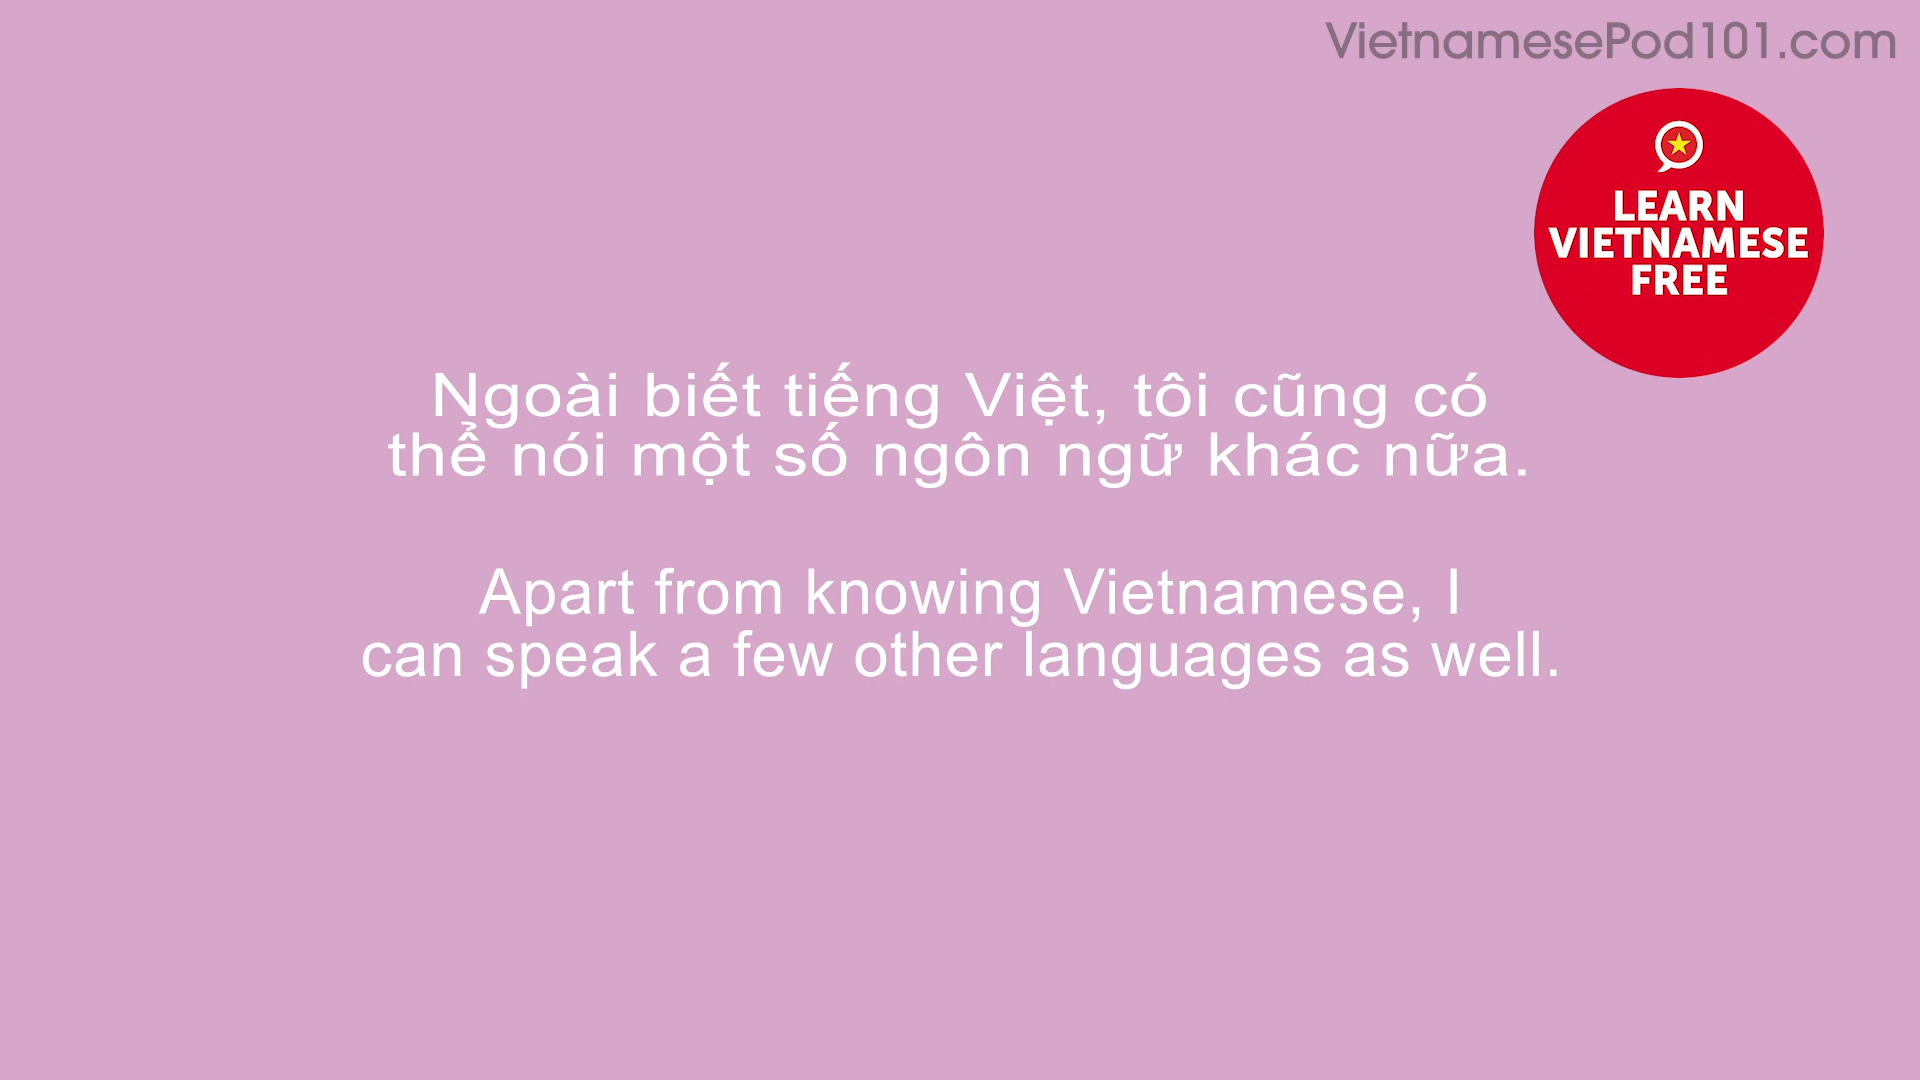 VietnamesePod101.com
LEARN
VIETNAMESE
FREE
Ngoài biết tiếng Việt, tôi cũng có
thể nói một số ngôn ngữ khác nữa.
Apart from knowing Vietnamese, I
can speak a few other languages as well.